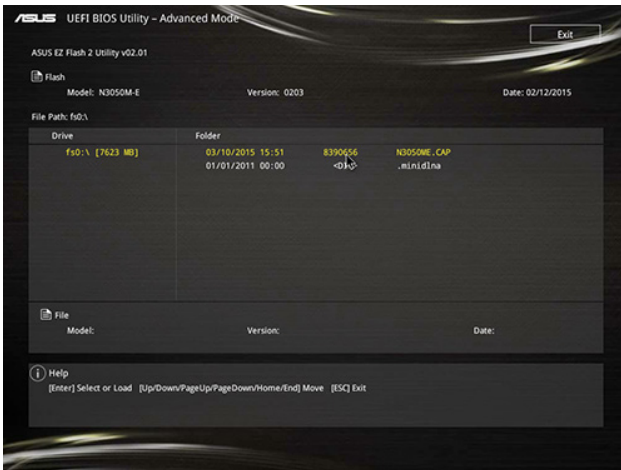 ASUS UEFI BIOS Utility – Advanced Mode
Exit
ASUS EZ Flash 2 Utility v02.01
Flash
Model: N3050M-E Version: 0203 Date: 02/12/2015
File Path: fs0:\
Drive Folder
fs0:\ [7623 MB] 03/10/2015 15:51 8390656 N3050ME.CAP
01/01/2011 00:00 <DIR> .minidlna
File
Model: Version: Date:
Help
[Enter] Select or Load [Up/Down/PageUp/PageDown/Home/End] Move [ESC] Exit